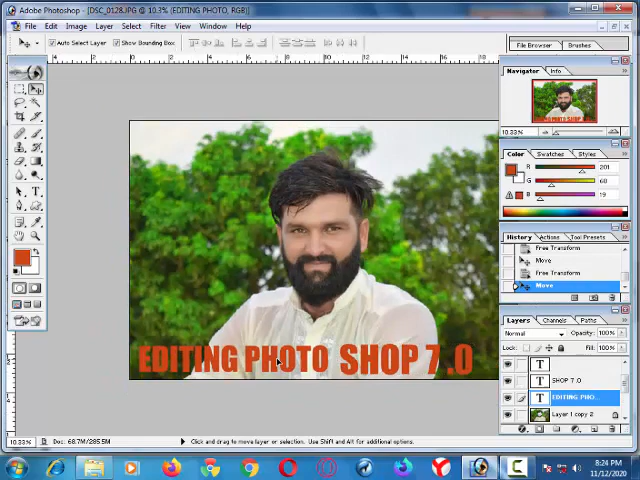 Adobe Photoshop - [DSC_0128.JPG @ 10.3% (EDITING PHOTO, RGB)]
File Edit Image Layer Select Filter View Window Help
Auto Select Layer Show Bounding Box
File Browser Brushes
Navigator Info
10.33%
Color Swatches Styles
R 201
G 68
B 19
History Actions Tool Presets
Free Transform
Move
Free Transform
Move
Layers Channels Paths
Normal Opacity: 100%
Lock: Fill: 100%
T
T SHOP 7 .0
T EDITING PHO...
Layer 1 copy 2
EDITING PHOTO SHOP 7 .0
10.33% Doc: 68.7M/285.5M Click and drag to move layer or selection. Use Shift and Alt for additional options.
8:24 PM
11/12/2020